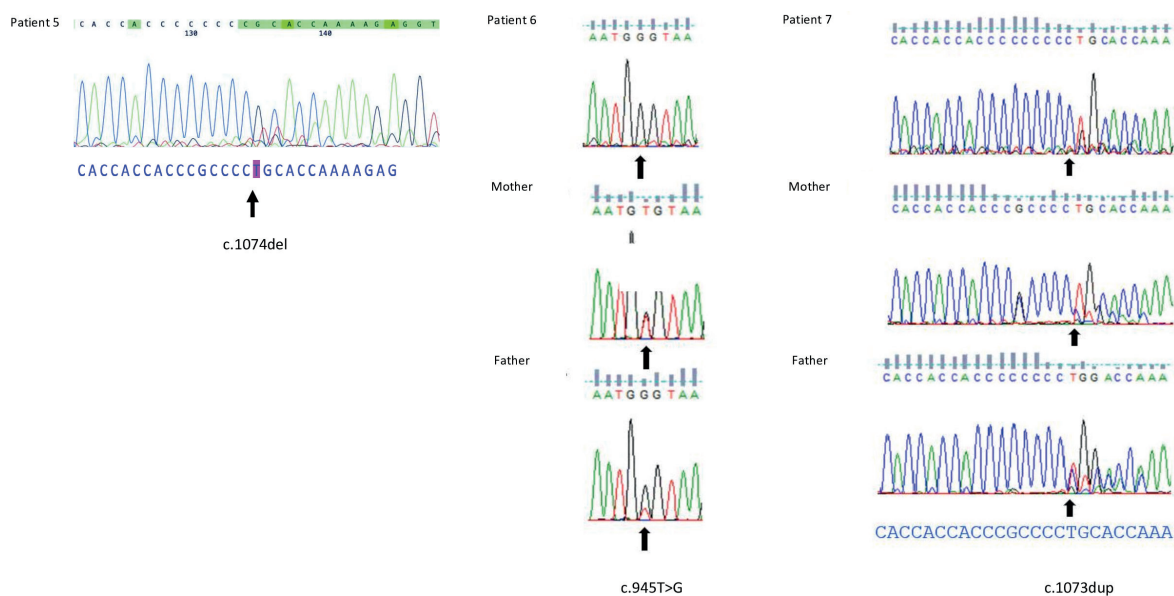 Patient 5
CACCACCCCCCCCGCACCAAAAGAGGT
130 140
CACCACCACCCGCCCCTGCACCAAAAGAG
c.1074del
Patient 6
AATGGGTAA
Mother
AATGTGTAA
Father
AATGGGTAA
c.945T>G
Patient 7
CACCACCACCCCCCCCCTGCACCAAA
Mother
CACCACCACCCGCCCCTGCACCAAA
Father
CACCACCACCCCCCCCTGGACCAAA
CACCACCACCCGCCCCTGCACCAAA
c.1073dup